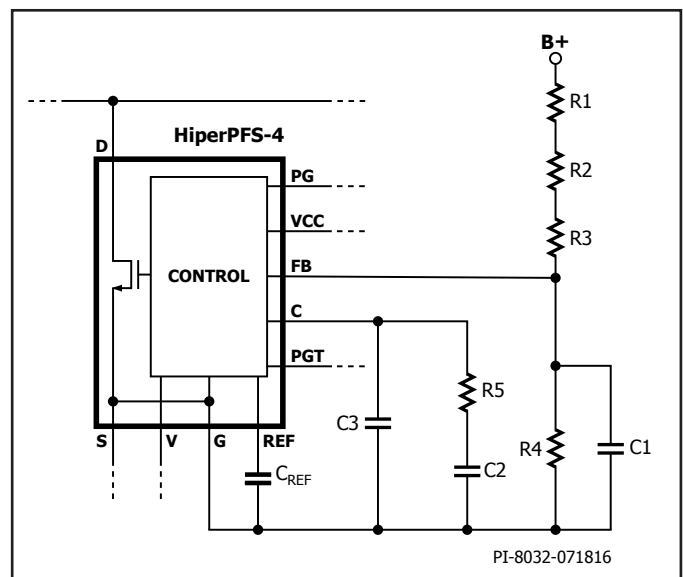 B+
R1
HiperPFS-4
D
PG
R2
VCC
R3
CONTROL
FB
C
PGT
R5
C3
R4
C1
S
V
G
REF
C2
CREF
PI-8032-071816